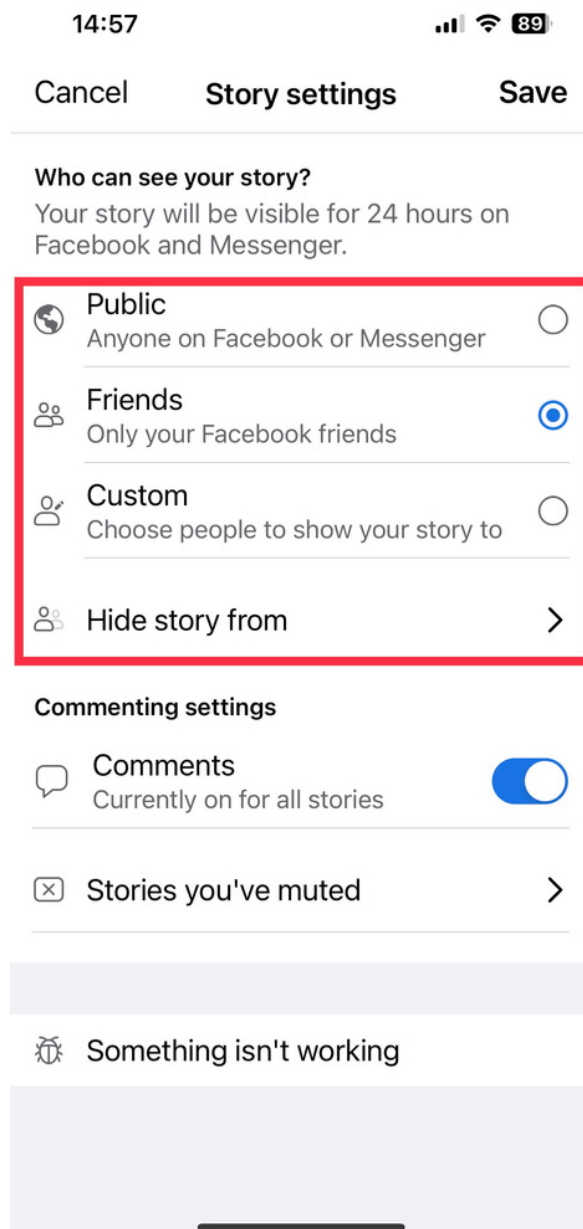 14:57
89
Cancel
Story settings
Save
Who can see your story?
Your story will be visible for 24 hours on
Facebook and Messenger.
Public
Anyone on Facebook or Messenger
Friends
Only your Facebook friends
Custom
Choose people to show your story to
Hide story from
Commenting settings
Comments
Currently on for all stories
Stories you've muted
Something isn't working